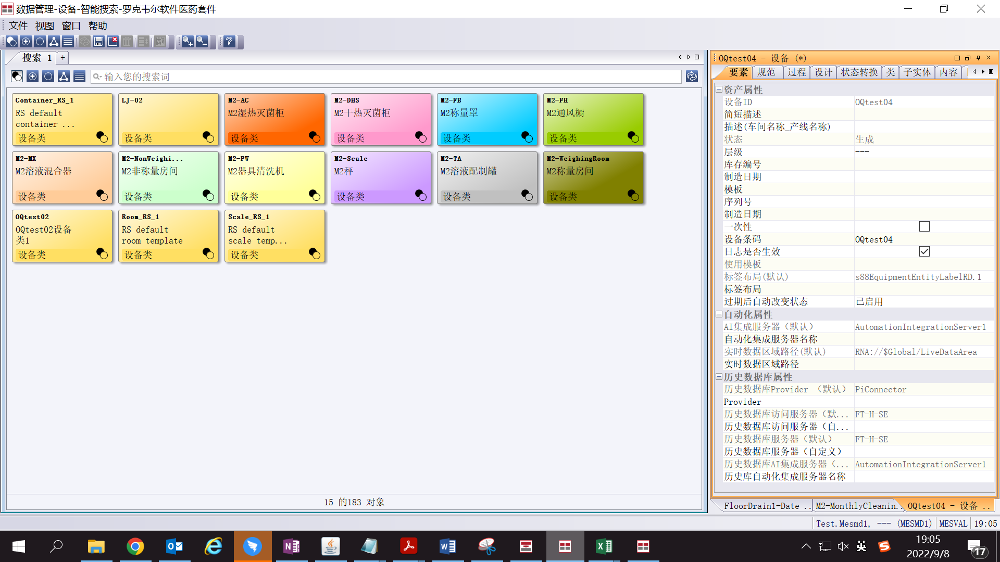 数据管理-设备-智能搜索-罗克韦尔软件医药套件
文件 视图 窗口 帮助
搜索 1 +
输入您的搜索词
Container_RS_1
RS default
container ...
设备类
LJ-02
设备类
M2-AC
M2湿热灭菌柜
设备类
M2-DHS
M2干热灭菌柜
设备类
M2-FB
M2称量罩
设备类
M2-FH
M2通风橱
设备类
M2-MX
M2溶液混合器
设备类
M2-NonWeighi...
M2非称量房间
设备类
M2-PW
M2器具清洗机
设备类
M2-Scale
M2秤
设备类
M2-TA
M2溶液配制罐
设备类
M2-WeighingRoom
M2称量房间
设备类
OQtest02
OQtest02设备
类1
设备类
Room_RS_1
RS default
room template
设备类
Scale_RS_1
RS default
scale temp...
设备类
15 的183 对象
OQtest04 - 设备 (*)
要素 规范 过程 设计 状态转换 类 子实体 内容
资产属性
设备ID OQtest04
简短描述
描述(车间名称_产线名称)
状态 生成
层级 ---
库存编号
制造日期
模板
序列号
制造日期
一次性
设备条码 OQtest04
日志是否生效
使用模板
标签布局(默认) s88EquipmentEntityLabelRD.1
标签布局
过期后自动改变状态 已启用
自动化属性
AI集成服务器（默认） AutomationIntegrationServer1
自动化集成服务器名称
实时数据区域路径(默认) RNA://$Global/LiveDataArea
实时数据区域路径
历史数据库属性
历史数据库Provider （默认） PiConnector
Provider
历史数据库访问服务器（默... FT-H-SE
历史数据库访问服务器（自...
历史数据库服务器（默认） FT-H-SE
历史数据库服务器（自定义）
历史数据库AI集成服务器（... AutomationIntegrationServer1
历史库自动化集成服务器名称
FloorDrain1-Date .. M2-MonthlyCleanin.. OQtest04 - 设备 ..
Test.Mesmd1, --- (MESMD1) MESVAL 19:05
英
19:05
2022/9/8
17